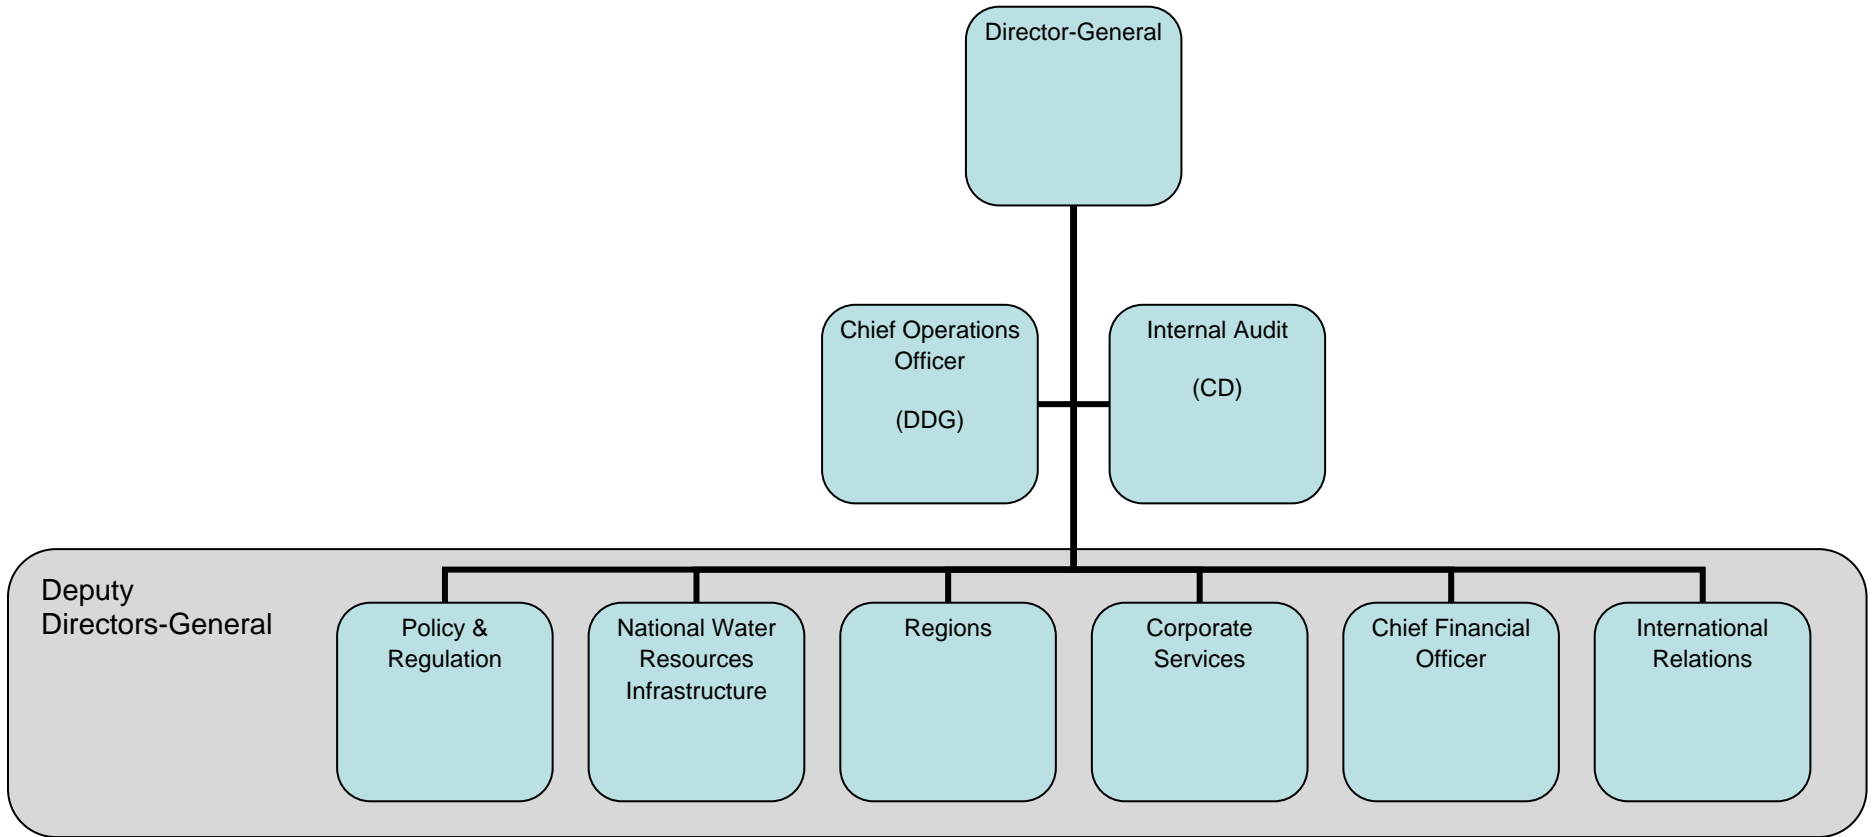 Director-General
Chief Operations
Officer
(DDG)
Internal Audit
(CD)
Deputy
Directors-General
Policy &
Regulation
National Water
Resources
Infrastructure
Regions
Corporate
Services
Chief Financial
Officer
International
Relations